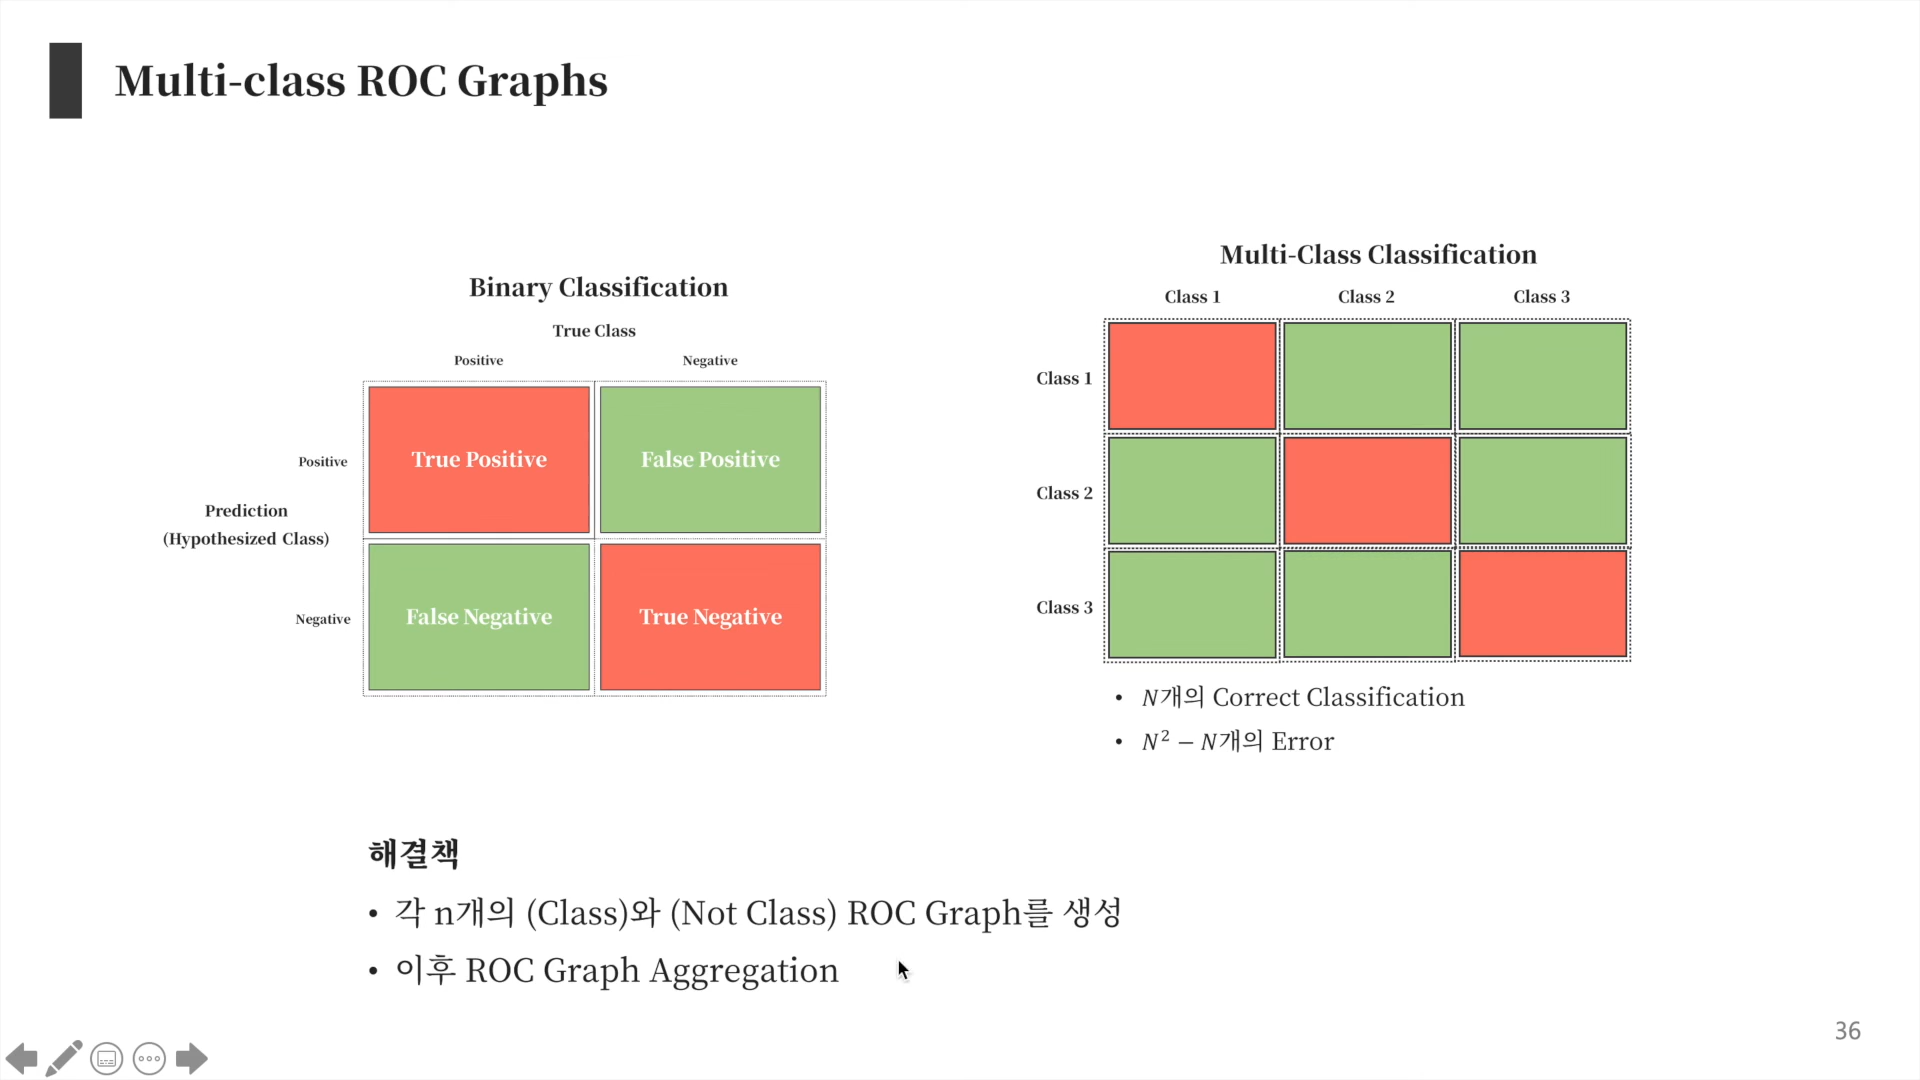 Multi-class ROC Graphs
Binary Classification
True Class
Positive Negative
Positive
True Positive False Positive
Prediction
(Hypothesized Class)
Negative
False Negative True Negative
Multi-Class Classification
Class 1 Class 2 Class 3
Class 1
Class 2
Class 3
• N개의 Correct Classification
• N² − N개의 Error
해결책
• 각 n개의 (Class)와 (Not Class) ROC Graph를 생성
• 이후 ROC Graph Aggregation
36